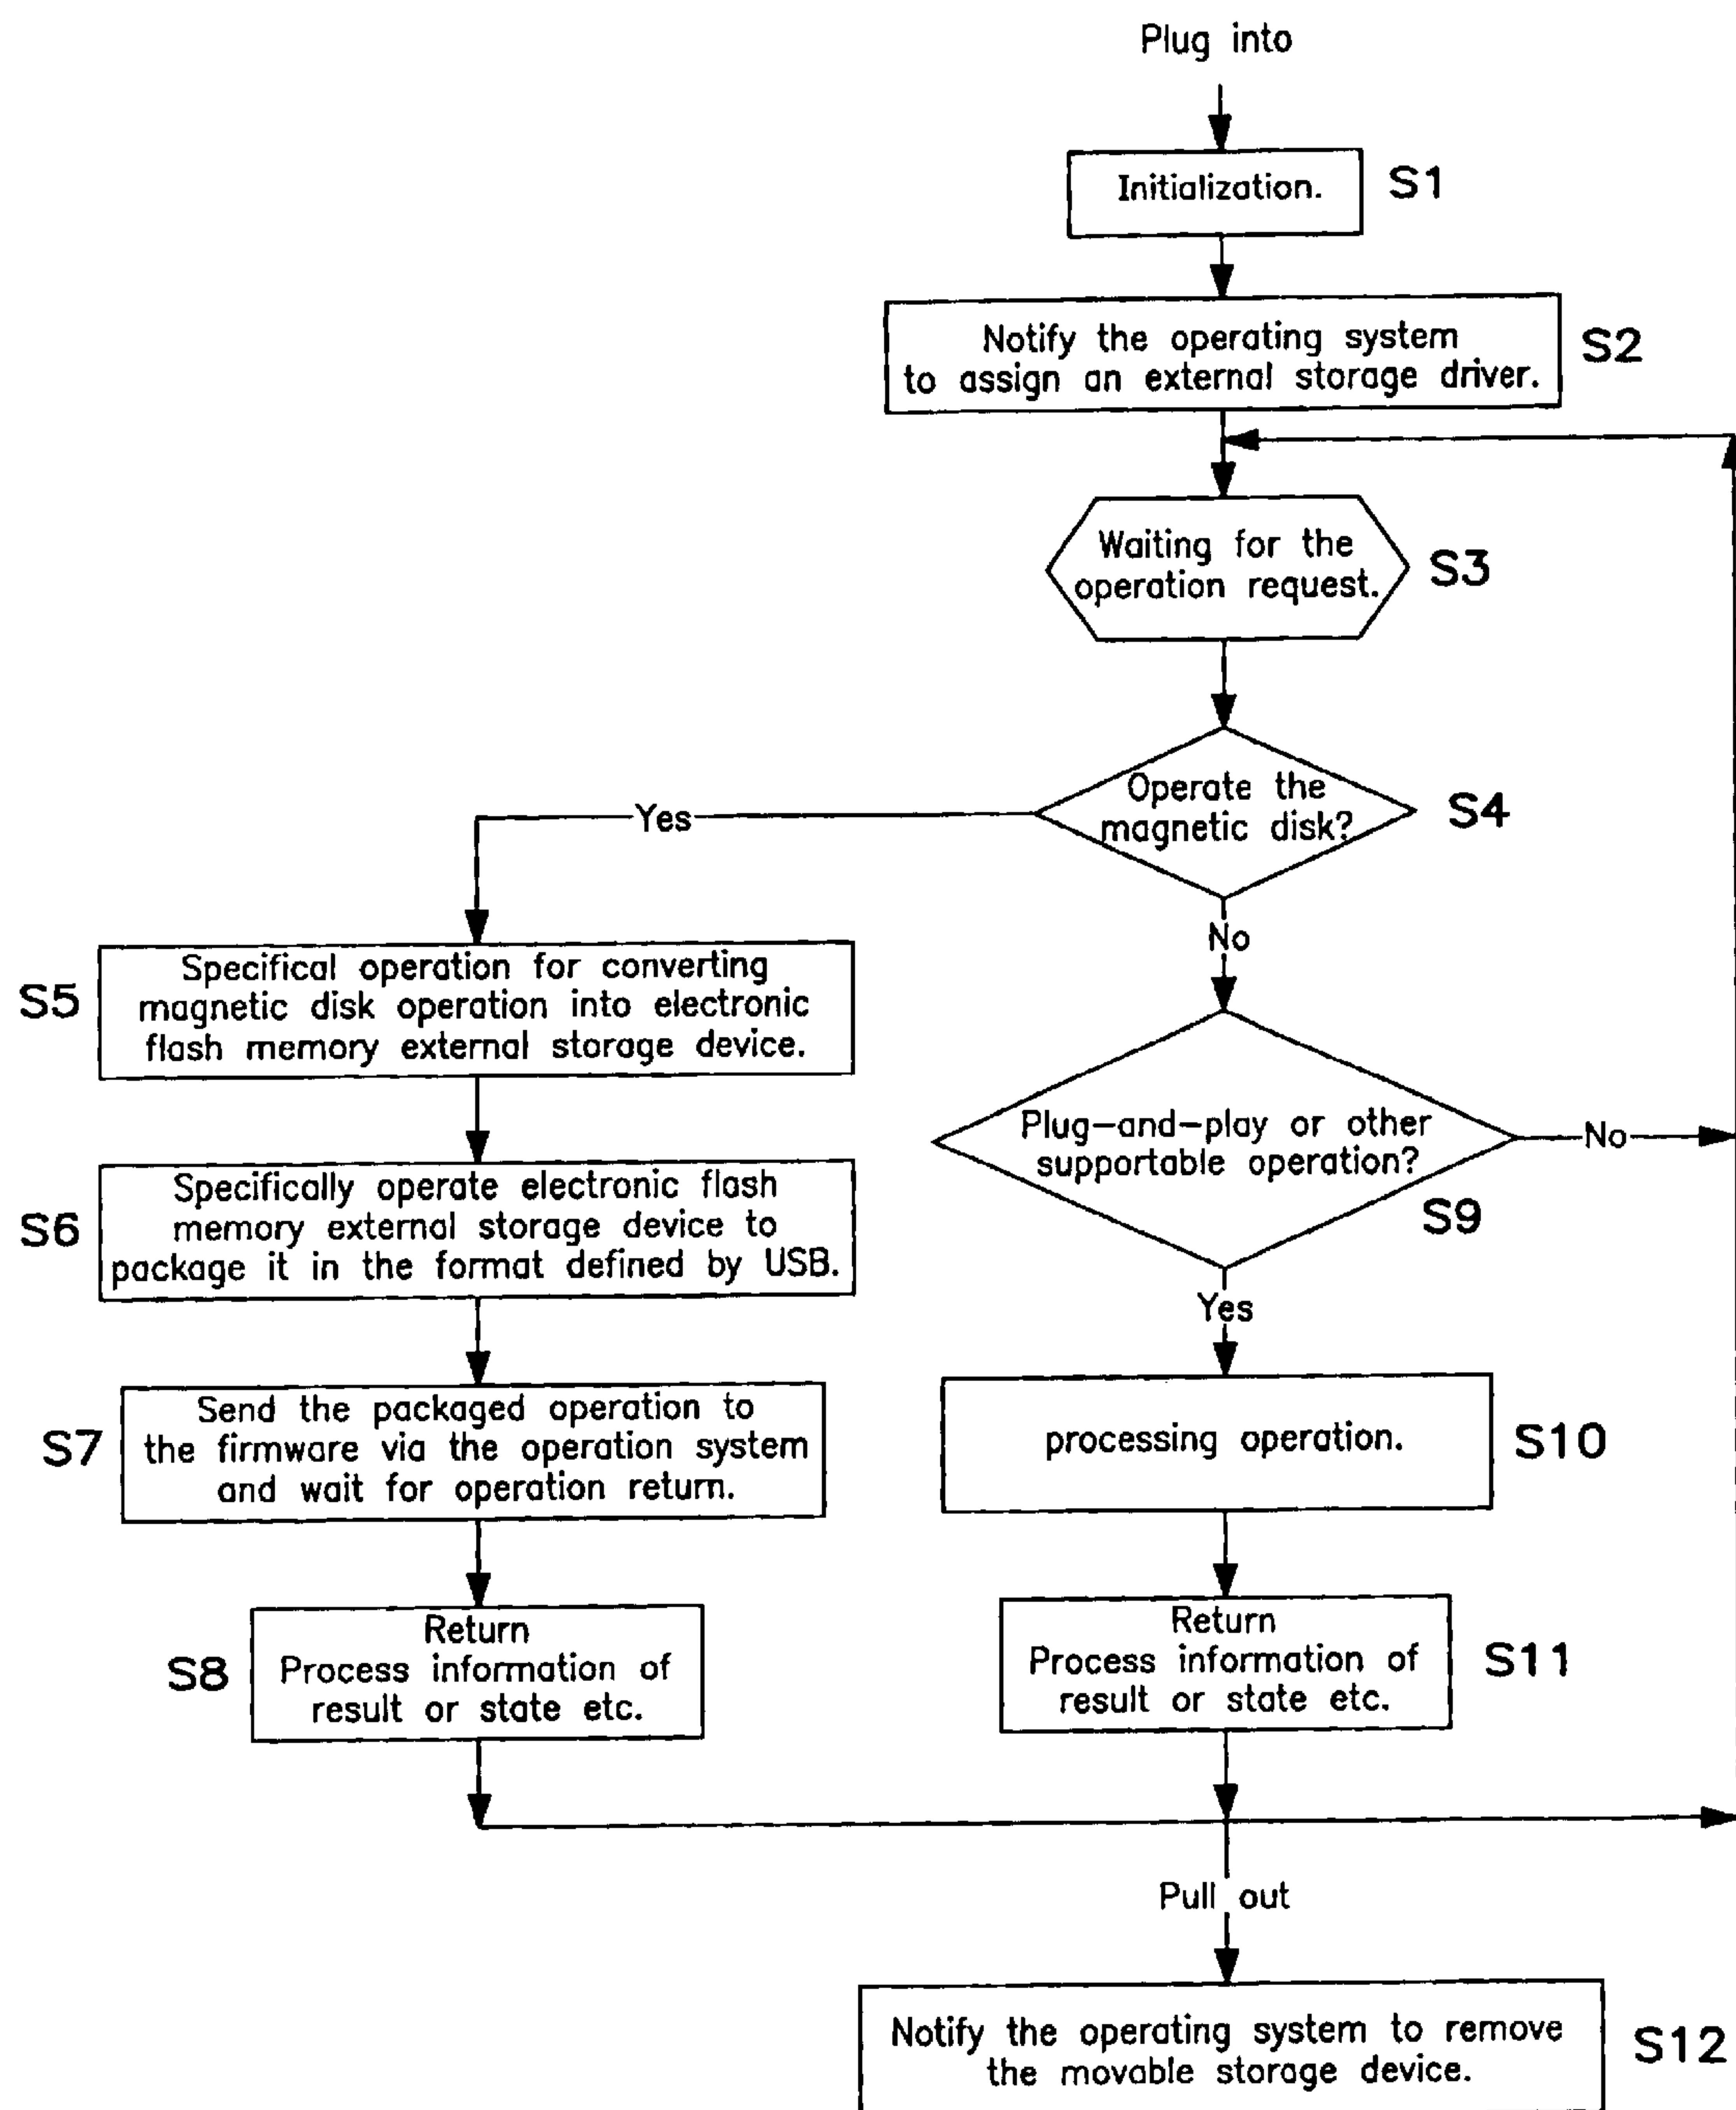 Plug into
Initialization.
S1
Notify the operating system
to assign an external storage driver.
S2
Waiting for the
operation request.
S3
Operate the
magnetic disk?
S4
Yes
No
S5
Specifical operation for converting
magnetic disk operation into electronic
flash memory external storage device.
Plug-and-play or other
supportable operation?
S9
No
S6
Specifically operate electronic flash
memory external storage device to
package it in the format defined by USB.
Yes
S7
Send the packaged operation to
the firmware via the operation system
and wait for operation return.
processing operation.
S10
S8
Return
Process information of
result or state etc.
Return
Process information of
result or state etc.
S11
Pull out
Notify the operating system to remove
the movable storage device.
S12